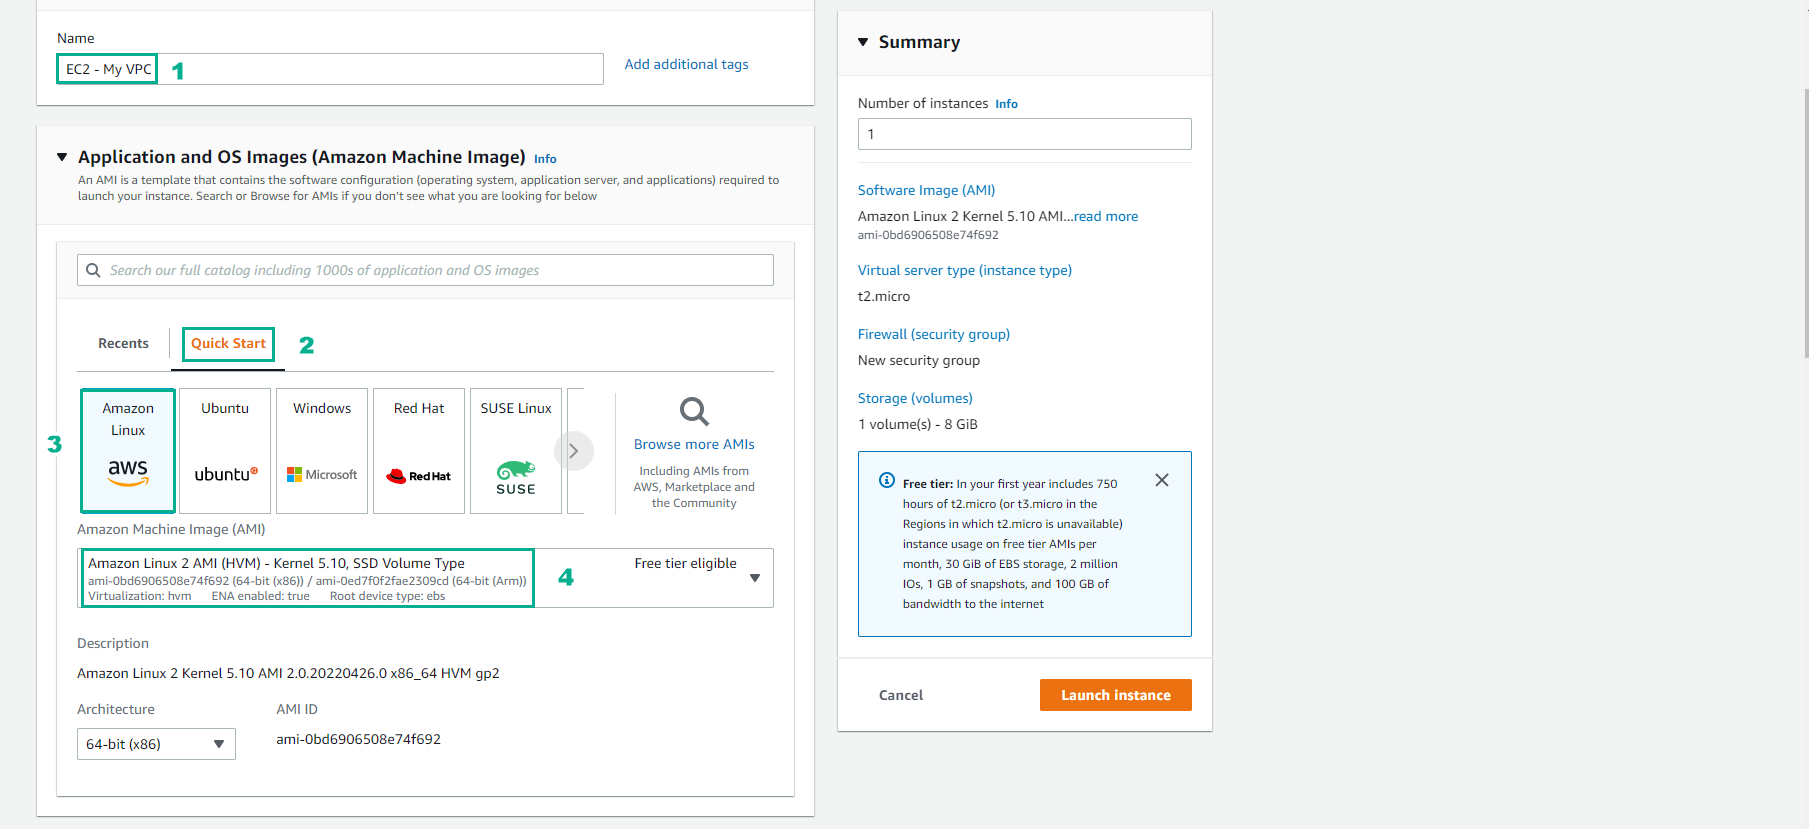 Name
EC2 - My VPC
1
Add additional tags
Application and OS Images (Amazon Machine Image) Info
An AMI is a template that contains the software configuration (operating system, application server, and applications) required to
launch your instance. Search or Browse for AMIs if you don't see what you are looking for below
Search our full catalog including 1000s of application and OS images
Recents
Quick Start
2
3
Amazon
Linux
aws
Ubuntu
ubuntu
Windows
Microsoft
Red Hat
Red Hat
SUSE Linux
SUSE
Browse more AMIs
Including AMIs from
AWS, Marketplace and
the Community
Amazon Machine Image (AMI)
Amazon Linux 2 AMI (HVM) - Kernel 5.10, SSD Volume Type
Free tier eligible
ami-0bd6906508e74f692 (64-bit (x86)) / ami-0ed7f0f2fae2309cd (64-bit (Arm))
Virtualization: hvm ENA enabled: true Root device type: ebs
4
Description
Amazon Linux 2 Kernel 5.10 AMI 2.0.20220426.0 x86_64 HVM gp2
Architecture
64-bit (x86)
AMI ID
ami-0bd6906508e74f692
Summary
Number of instances Info
1
Software Image (AMI)
Amazon Linux 2 Kernel 5.10 AMI...read more
ami-0bd6906508e74f692
Virtual server type (instance type)
t2.micro
Firewall (security group)
New security group
Storage (volumes)
1 volume(s) - 8 GiB
Free tier: In your first year includes 750
hours of t2.micro (or t3.micro in the
Regions in which t2.micro is unavailable)
instance usage on free tier AMIs per
month, 30 GiB of EBS storage, 2 million
IOs, 1 GB of snapshots, and 100 GB of
bandwidth to the internet
Cancel
Launch instance